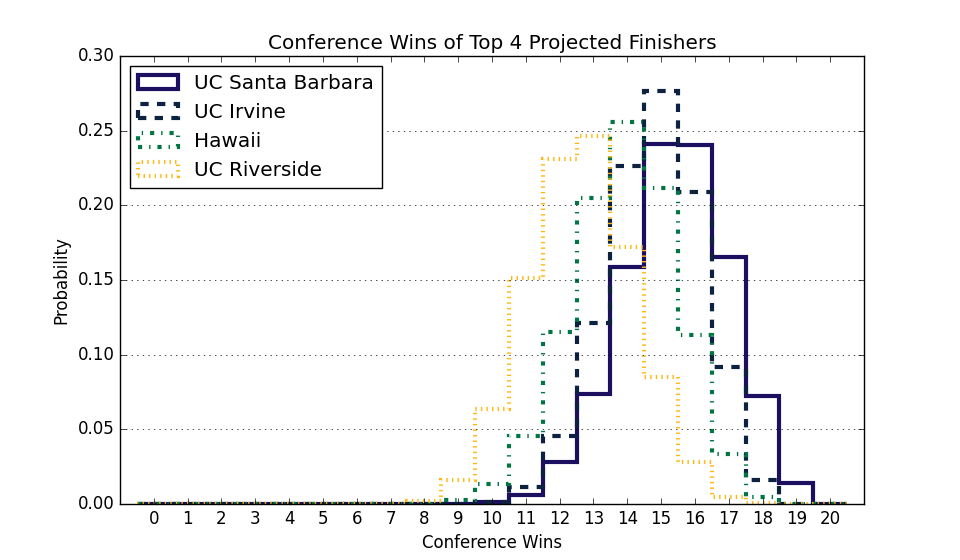 Conference Wins of Top 4 Projected Finishers
0.30
0.25
0.20
0.15
0.10
0.05
0.00
Probability
UC Santa Barbara
UC Irvine
Hawaii
UC Riverside
0 1 2 3 4 5 6 7 8 9 10 11 12 13 14 15 16 17 18 19 20
Conference Wins